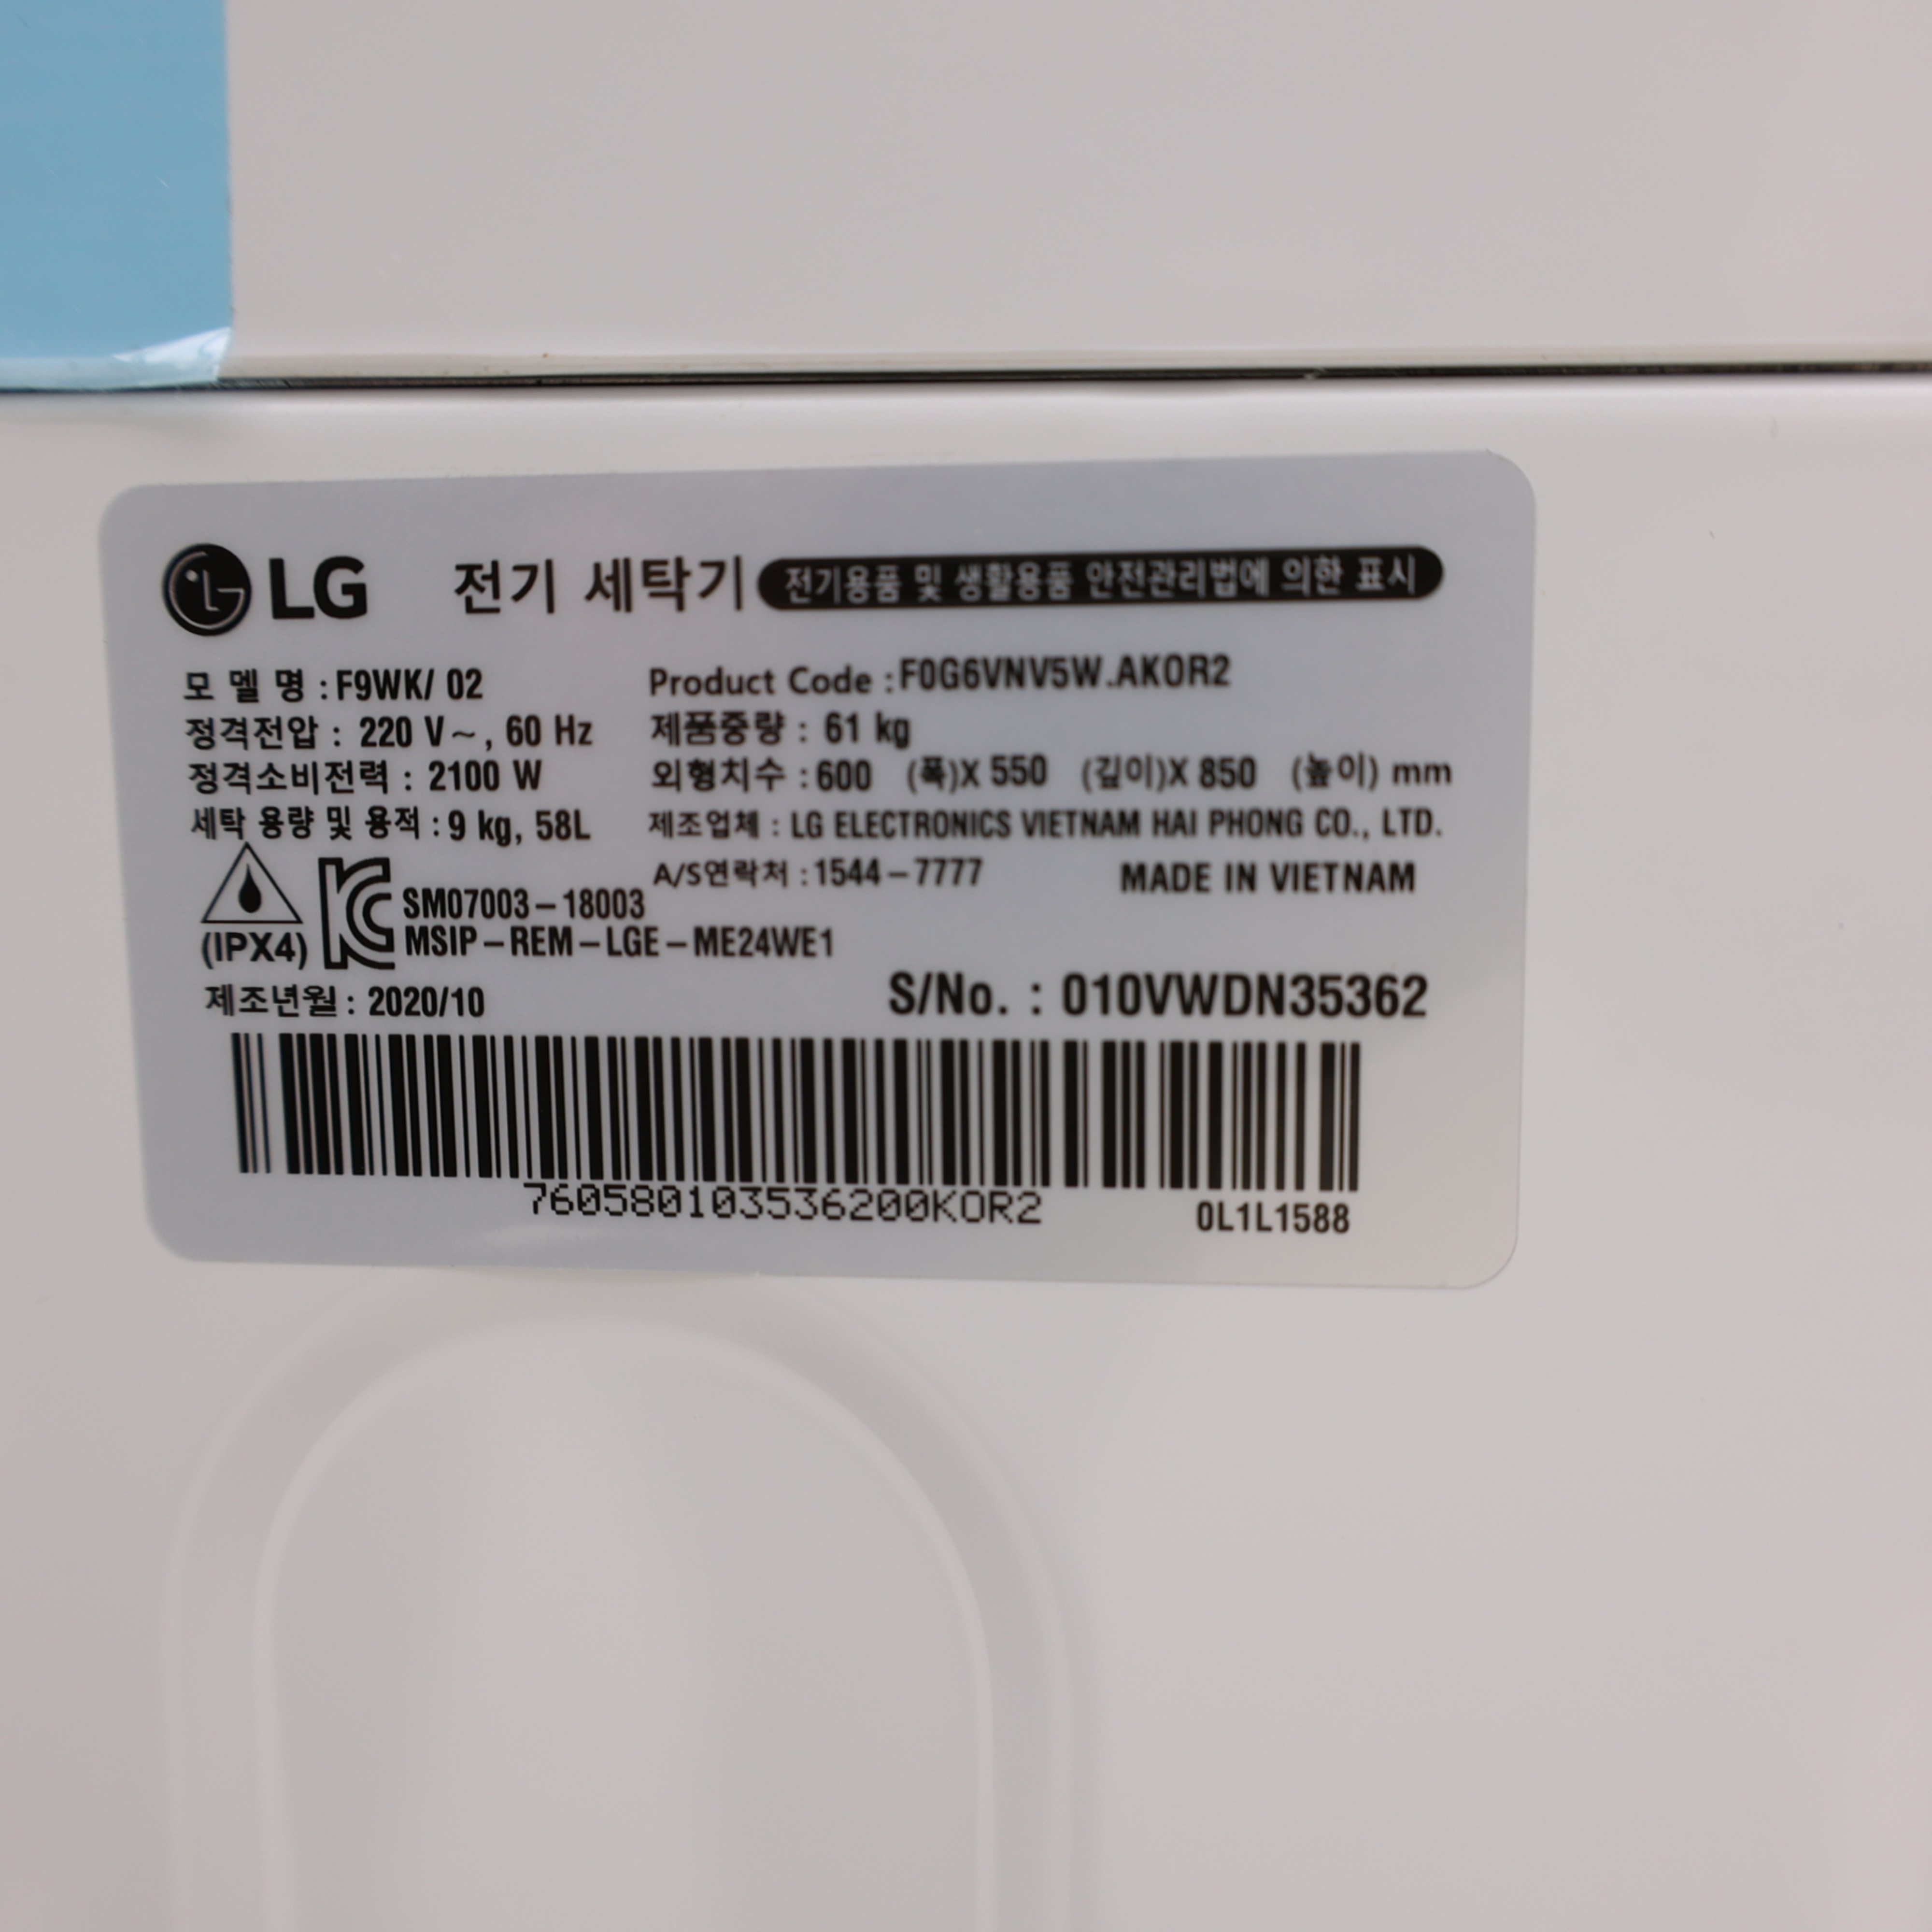 LG 전기 세탁기 전기용품 및 생활용품 안전관리법에 의한 표시
모 델 명 : F9WK/ 02
Product Code : F0G6VNV5W.AKOR2
정격전압 : 220 V~, 60 Hz
제품중량 : 61 kg
정격소비전력 : 2100 W
외형치수 : 600 (폭)X 550 (깊이)X 850 (높이) mm
세탁 용량 및 용적 : 9 kg, 58L
제조업체 : LG ELECTRONICS VIETNAM HAI PHONG CO., LTD.
A/S연락처 : 1544-7777 MADE IN VIETNAM
SM07003-18003
(IPX4) MSIP-REM-LGE-ME24WE1
제조년월 : 2020/10
S/No. : 010VWDN35362
760580103536200KOR2
0L1L1588